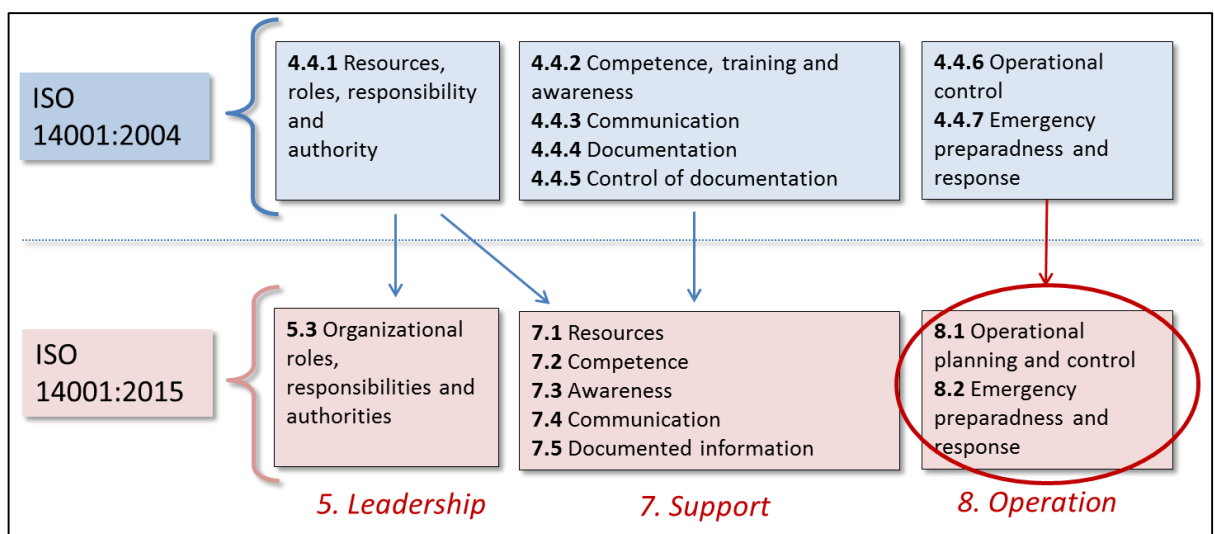 ISO
14001:2004
4.4.1 Resources,
roles, responsibility
and
authority
4.4.2 Competence, training and
awareness
4.4.3 Communication
4.4.4 Documentation
4.4.5 Control of documentation
4.4.6 Operational
control
4.4.7 Emergency
preparadness and
response
ISO
14001:2015
5.3 Organizational
roles,
responsibilities and
authorities
7.1 Resources
7.2 Competence
7.3 Awareness
7.4 Communication
7.5 Documented information
8.1 Operational
planning and control
8.2 Emergency
preparadness and
response
5. Leadership
7. Support
8. Operation